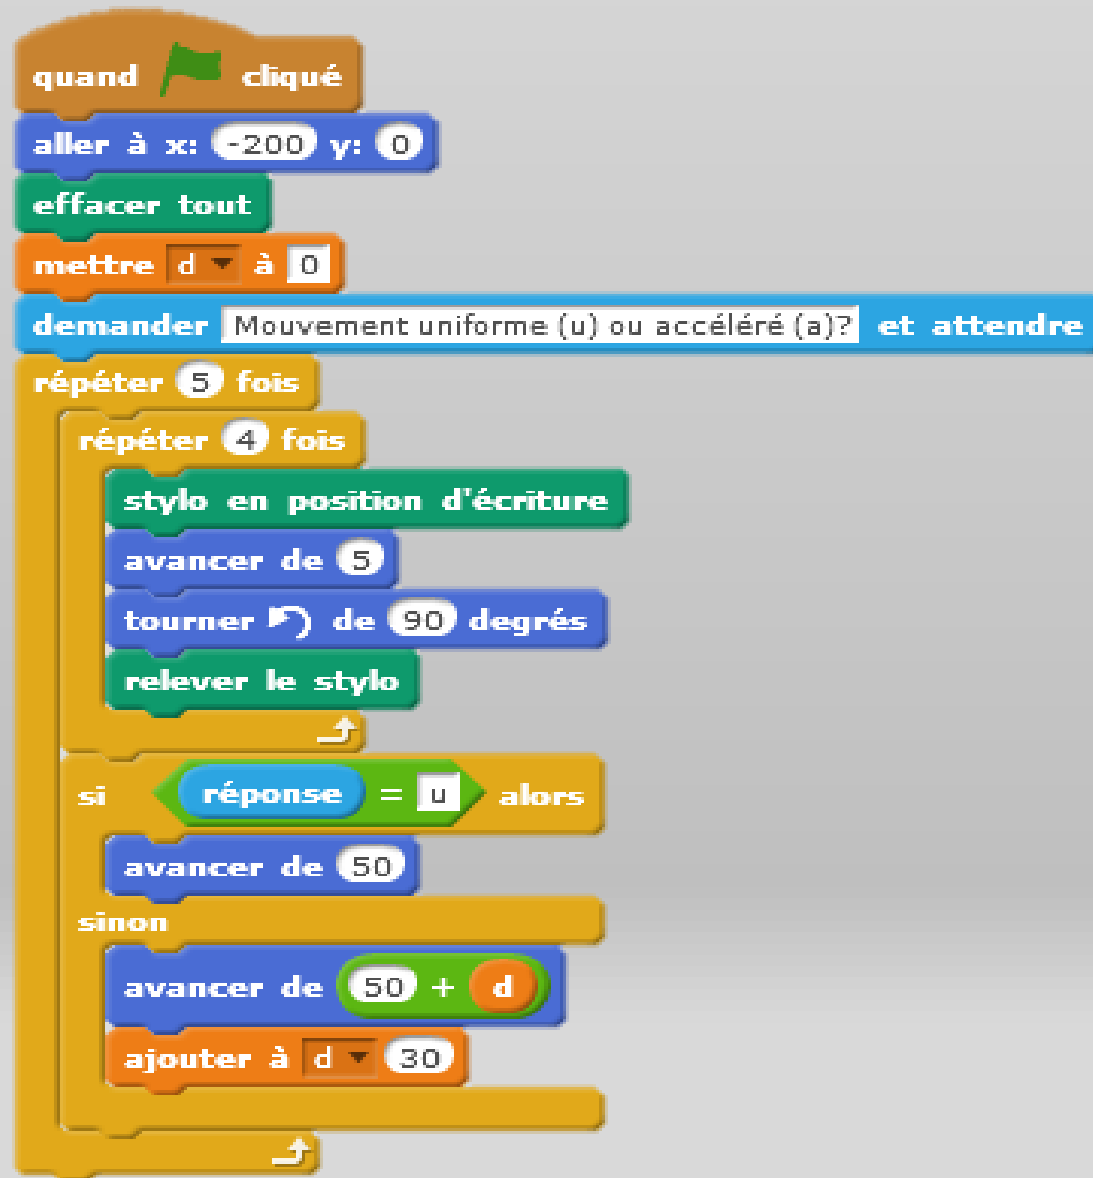 quand cliqué
aller à x: -200 y: 0
effacer tout
mettre d à 0
demander Mouvement uniforme (u) ou accéléré (a)? et attendre
répéter 5 fois
répéter 4 fois
stylo en position d'écriture
avancer de 5
tourner de 90 degrés
relever le stylo
si réponse = u alors
avancer de 50
sinon
avancer de 50 + d
ajouter à d 30